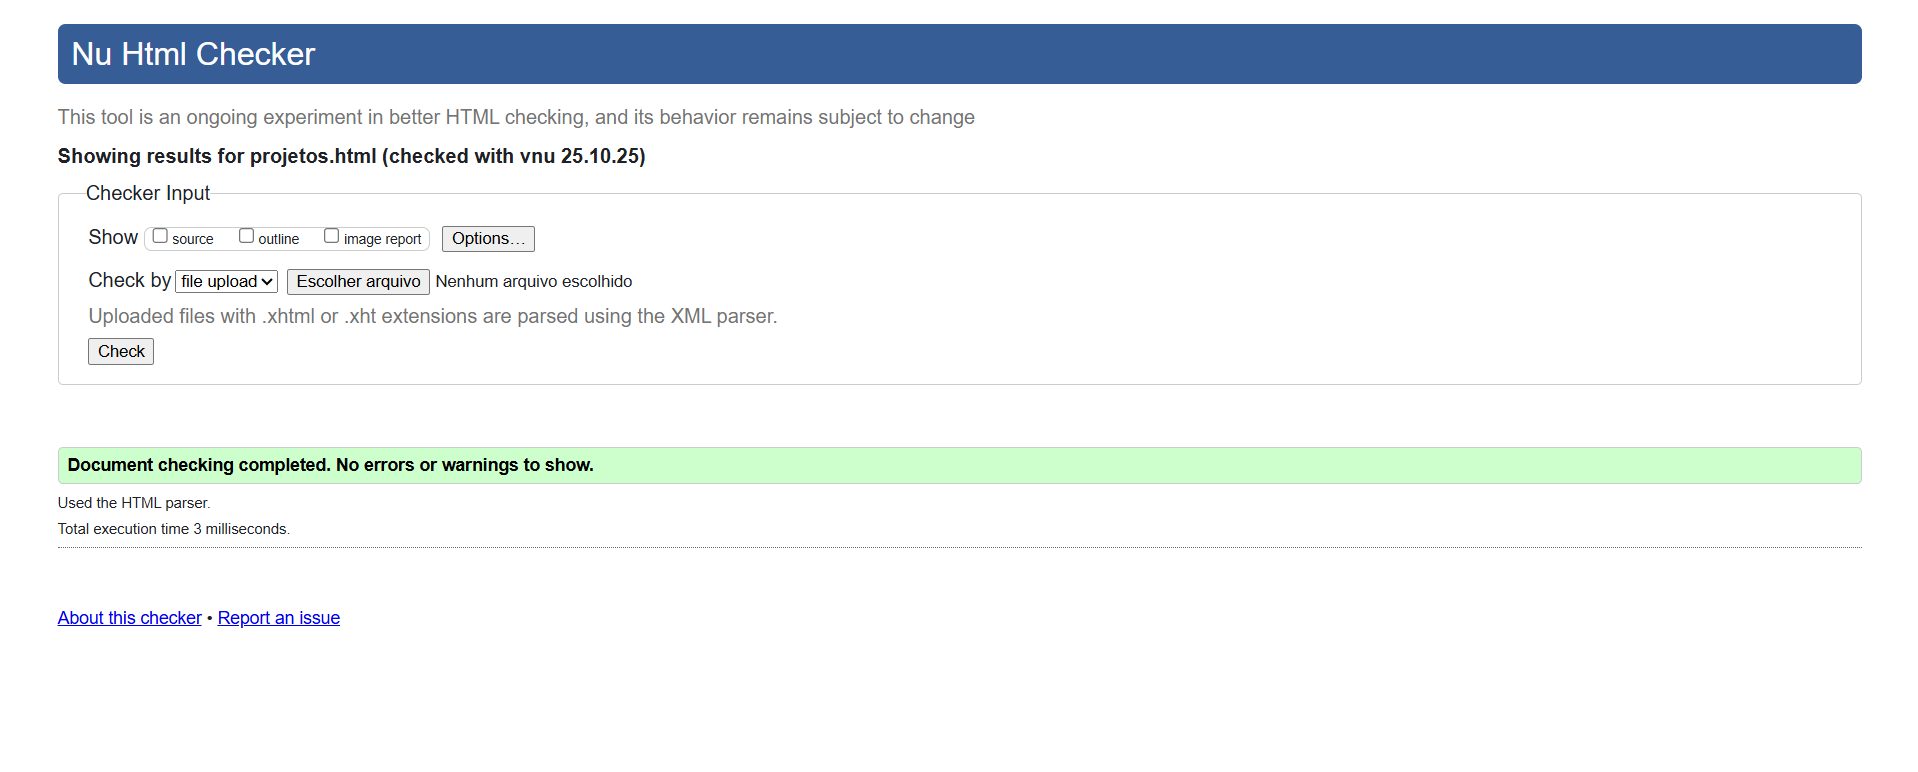 Nu Html Checker
This tool is an ongoing experiment in better HTML checking, and its behavior remains subject to change
Showing results for projetos.html (checked with vnu 25.10.25)
Checker Input
Show source outline image report Options...
Check by file upload Escolher arquivo Nenhum arquivo escolhido
Uploaded files with .xhtml or .xht extensions are parsed using the XML parser.
Check
Document checking completed. No errors or warnings to show.
Used the HTML parser.
Total execution time 3 milliseconds.
About this checker • Report an issue